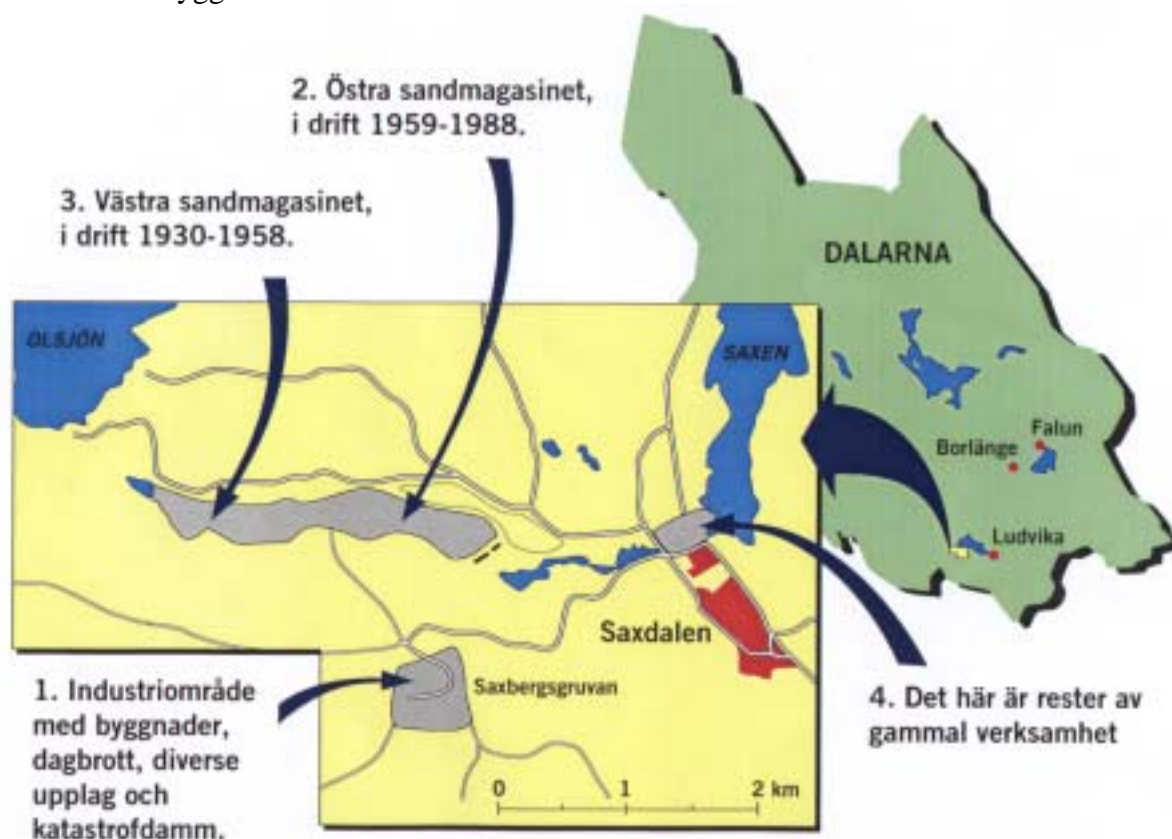 2. Östra sandmagasinet,
i drift 1959-1988.
3. Västra sandmagasinet,
i drift 1930-1958.
DALARNA
OLSJÖN
SAXEN
Falun
Borlänge
Ludvika
Saxdalen
Saxbergsgruvan
1. Industriområde
med byggnader,
dagbrott, diverse
upplag och
katastrofdamm.
4. Det här är rester av
gammal verksamhet
0 1 2 km